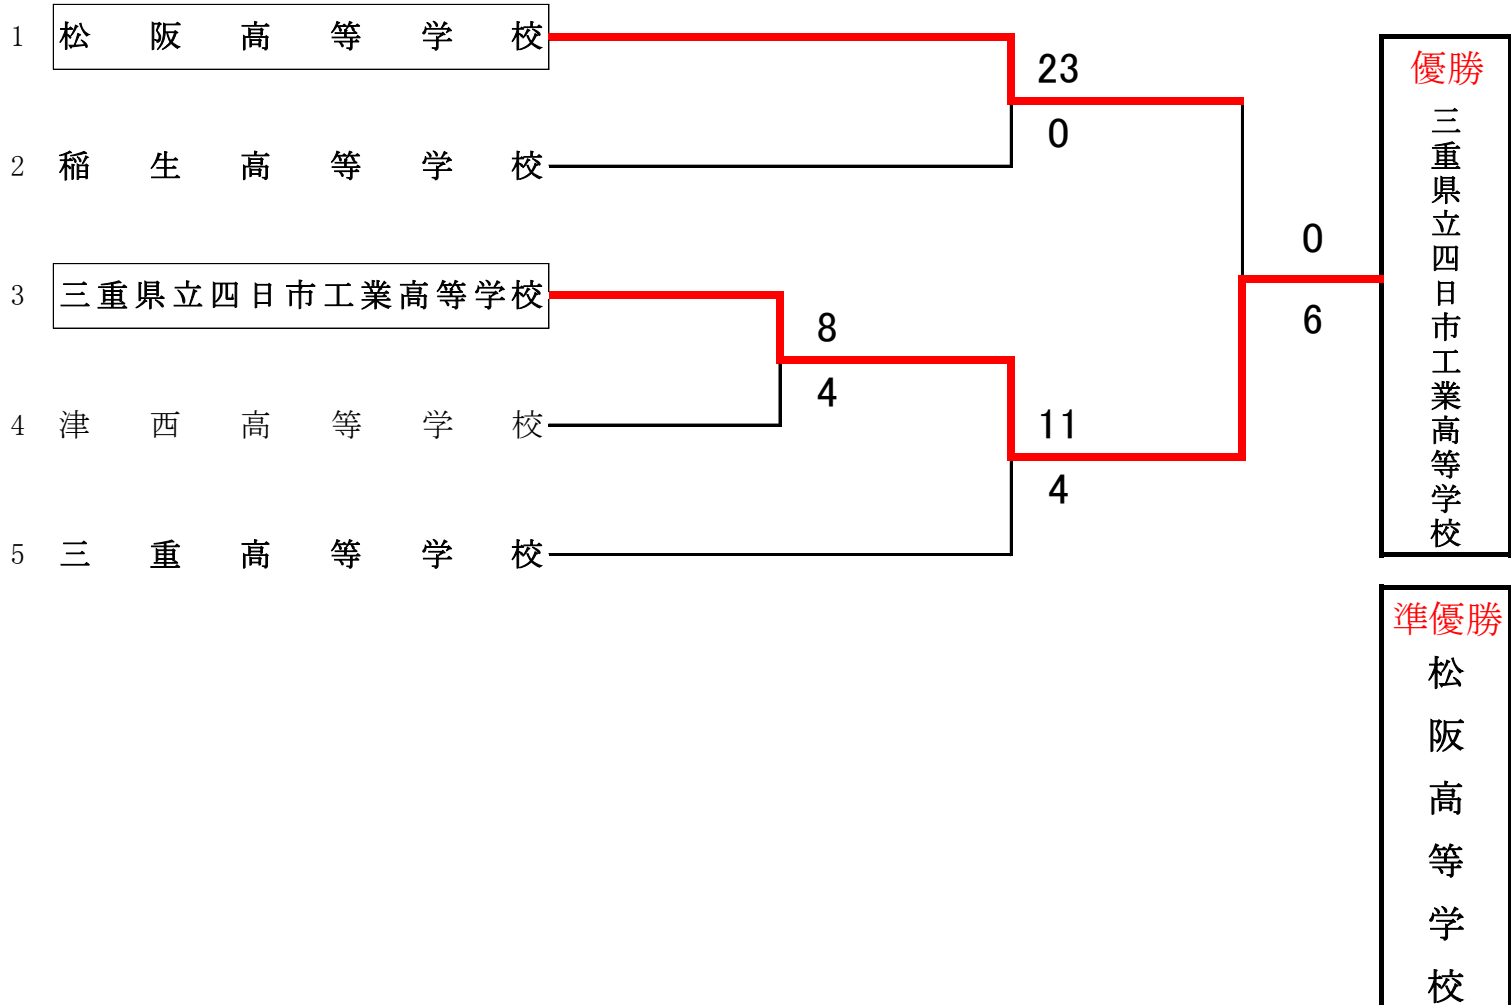 1 松阪高等学校
23
0
2 稲生高等学校
3 三重県立四日市工業高等学校
8
4
4 津西高等学校
11
4
5 三重高等学校
0
6
優勝
三重県立四日市工業高等学校
準優勝
松阪高等学校